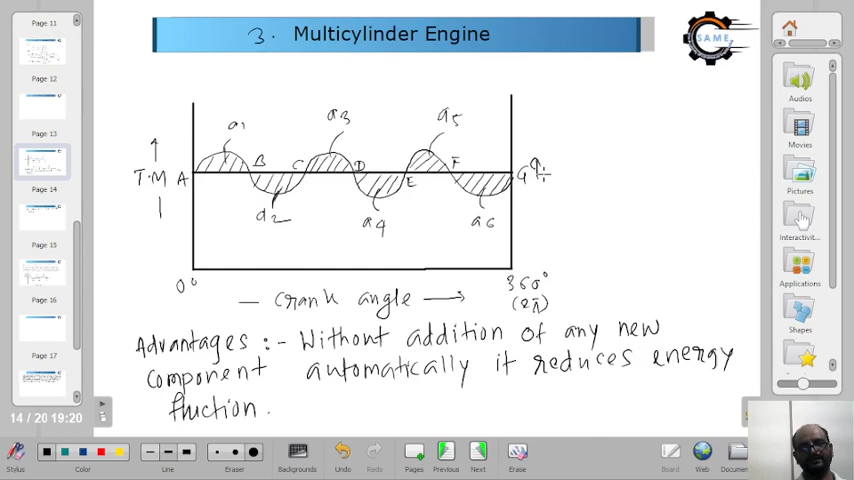 Page 11
Page 12
Page 13
Page 14
Page 15
Page 16
Page 17
14 / 20 19:20
3. Multicylinder Engine
SAME
a1
a3
a5
T.M A
B
C
D
E
F
G
a2
a4
a6
0°
360°
(2π)
— Crank angle →
Advantages :- Without addition of any new
component automatically it reduces energy
fluction.
Audios
Movies
Pictures
Interactivit...
Applications
Shapes
Stylus
Color
Line
Eraser
Backgrounds
Undo
Redo
Pages
Previous
Next
Erase
Board
Web
Documen